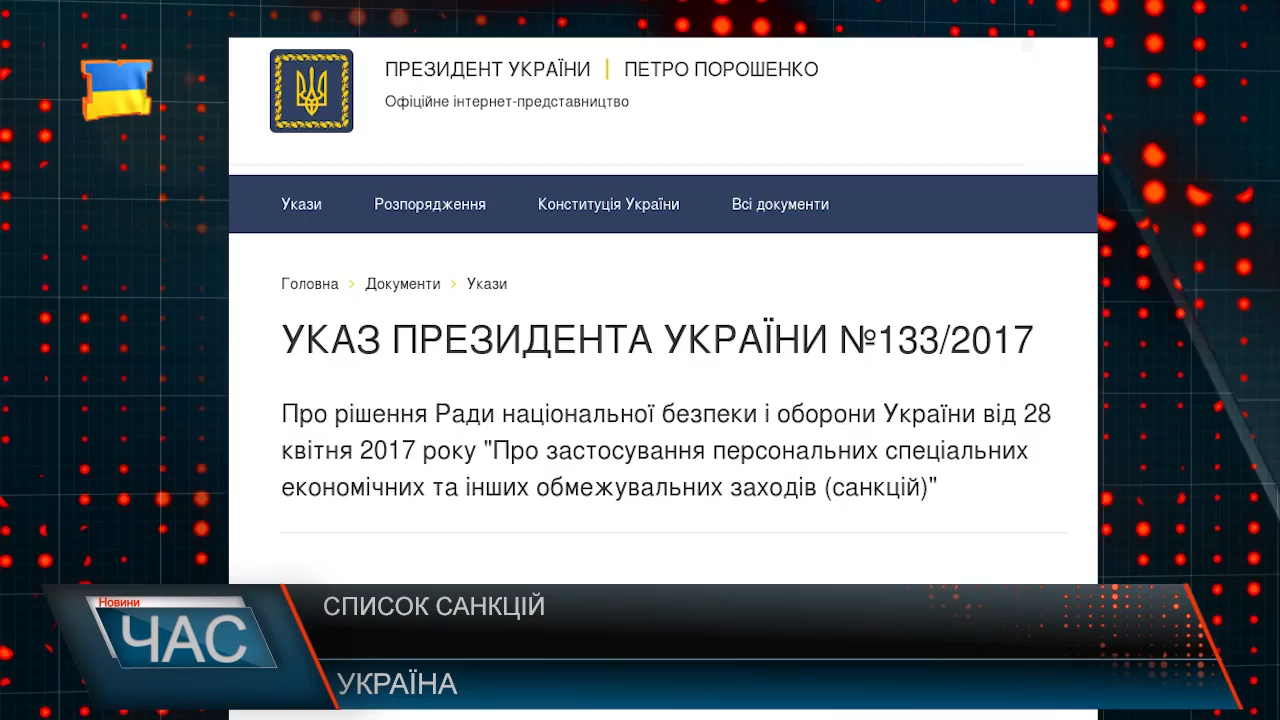 ПРЕЗИДЕНТ УКРАЇНИ | ПЕТРО ПОРОШЕНКО
Офіційне інтернет-представництво
Укази Розпорядження Конституція України Всі документи
Головна > Документи > Укази
УКАЗ ПРЕЗИДЕНТА УКРАЇНИ №133/2017
Про рішення Ради національної безпеки і оборони України від 28
квітня 2017 року "Про застосування персональних спеціальних
економічних та інших обмежувальних заходів (санкцій)"
Новини
ЧАС
СПИСОК САНКЦІЙ
УКРАЇНА